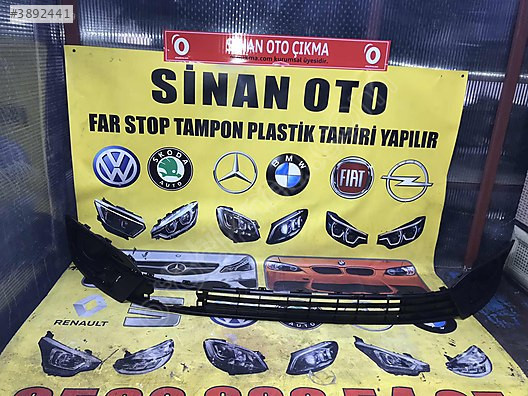 #3892441
SİNAN OTO ÇIKMA
SİNAN OTO
FAR STOP TAMPON PLASTİK TAMİRİ YAPILIR
SKODA
AUTO
BMW
FIAT
RENAULT